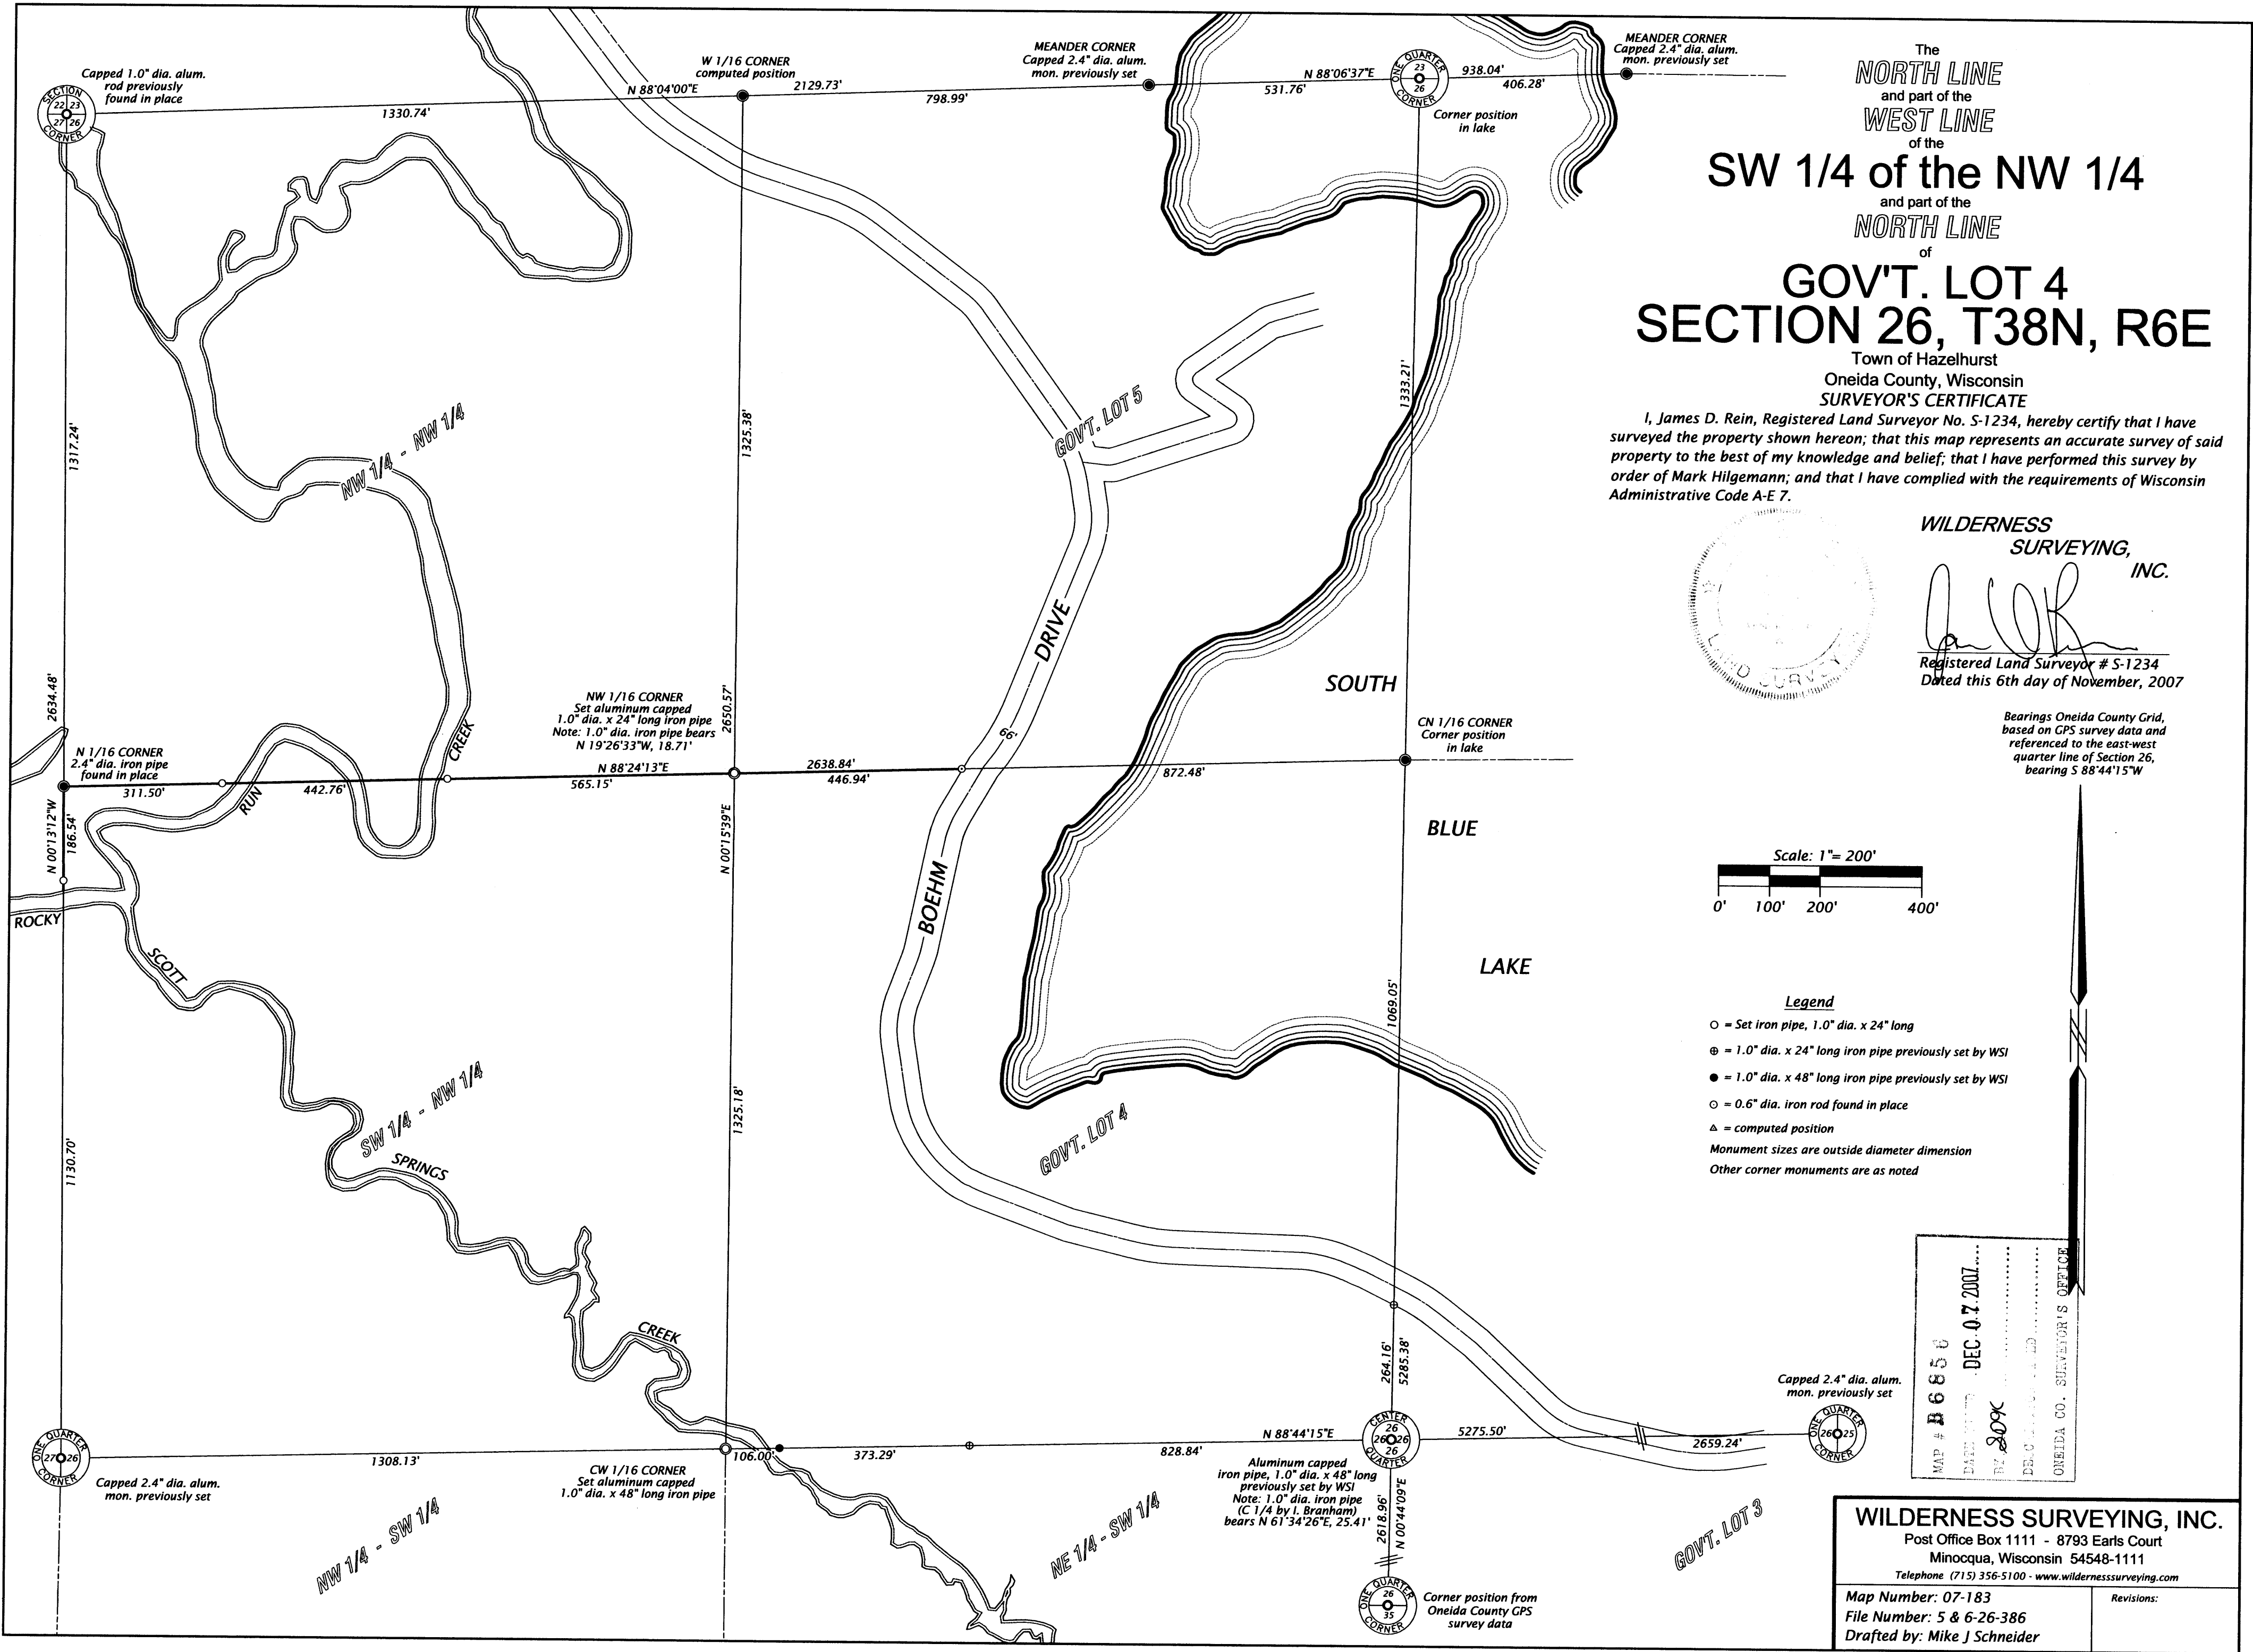 The
NORTH LINE
and part of the
WEST LINE
of the
SW 1/4 of the NW 1/4
and part of the
NORTH LINE
of
GOV'T. LOT 4
SECTION 26, T38N, R6E
Town of Hazelhurst
Oneida County, Wisconsin
SURVEYOR'S CERTIFICATE
I, James D. Rein, Registered Land Surveyor No. S-1234, hereby certify that I have
surveyed the property shown hereon; that this map represents an accurate survey of said
property to the best of my knowledge and belief; that I have performed this survey by
order of Mark Hilgemann; and that I have complied with the requirements of Wisconsin
Administrative Code A-E 7.
WILDERNESS
SURVEYING,
INC.
LAND SURVEYOR
Registered Land Surveyor # S-1234
Dated this 6th day of November, 2007
Bearings Oneida County Grid,
based on GPS survey data and
referenced to the east-west
quarter line of Section 26,
bearing S 88°44'15"W
Scale: 1"= 200'
0' 100' 200' 400'
Legend
= Set iron pipe, 1.0" dia. x 24" long
= 1.0" dia. x 24" long iron pipe previously set by WSI
= 1.0" dia. x 48" long iron pipe previously set by WSI
= 0.6" dia. iron rod found in place
= computed position
Monument sizes are outside diameter dimension
Other corner monuments are as noted
Capped 1.0" dia. alum.
rod previously
found in place
SECTION
22 23
27 26
CORNER
1330.74'
N 88°04'00"E
W 1/16 CORNER
computed position
2129.73'
798.99'
MEANDER CORNER
Capped 2.4" dia. alum.
mon. previously set
N 88°06'37"E
531.76'
ONE QUARTER
23
26
CORNER
Corner position
in lake
938.04'
406.28'
MEANDER CORNER
Capped 2.4" dia. alum.
mon. previously set
1317.24'
2634.48'
NW 1/4 - NW 1/4
1325.38'
2650.57'
GOV'T. LOT 5
1333.21'
DRIVE
66'
BOEHM
SOUTH
BLUE
LAKE
N 1/16 CORNER
2.4" dia. iron pipe
found in place
311.50'
RUN
442.76'
CREEK
565.15'
N 88°24'13"E
NW 1/16 CORNER
Set aluminum capped
1.0" dia. x 24" long iron pipe
Note: 1.0" dia. iron pipe bears
N 19°26'33"W, 18.71'
2638.84'
446.94'
872.48'
CN 1/16 CORNER
Corner position
in lake
N 00°13'12"W
186.54'
ROCKY
SCOTT
SPRINGS
CREEK
N 00°15'39"E
1325.18'
1069.05'
1130.70'
SW 1/4 - NW 1/4
GOV'T. LOT 4
264.16'
5285.38'
ONE QUARTER
27 26
CORNER
Capped 2.4" dia. alum.
mon. previously set
1308.13'
CW 1/16 CORNER
Set aluminum capped
1.0" dia. x 48" long iron pipe
106.00'
373.29'
828.84'
N 88°44'15"E
CENTER
26
26 26
26
QUARTER
Aluminum capped
iron pipe, 1.0" dia. x 48" long
previously set by WSI
Note: 1.0" dia. iron pipe
(C 1/4 by I. Branham)
bears N 61°34'26"E, 25.41'
5275.50'
2659.24'
Capped 2.4" dia. alum.
mon. previously set
ONE QUARTER
26 25
CORNER
2618.96'
N 00°44'09"E
ONE QUARTER
26
35
CORNER
Corner position from
Oneida County GPS
survey data
NW 1/4 - SW 1/4
NE 1/4 - SW 1/4
GOV'T. LOT 3
MAP #
DEC 07 2007
BY
ONEIDA CO. SURVEYOR'S OFFICE
WILDERNESS SURVEYING, INC.
Post Office Box 1111 - 8793 Earls Court
Minocqua, Wisconsin 54548-1111
Telephone (715) 356-5100 - www.wildernesssurveying.com
Map Number: 07-183
File Number: 5 & 6-26-386
Drafted by: Mike J Schneider
Revisions: